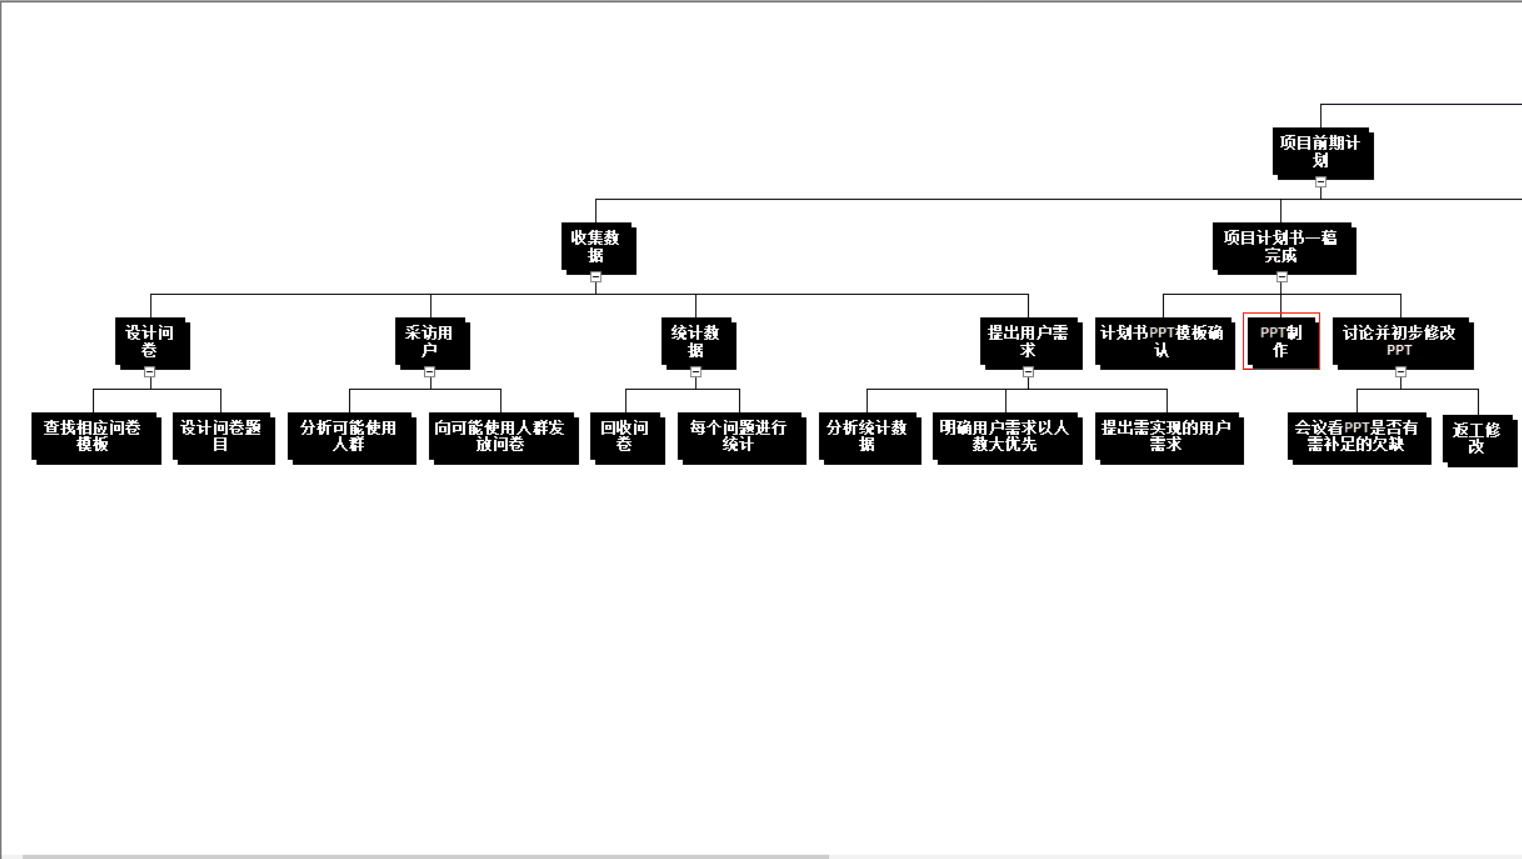 项目前期计
划
收集数
据
项目计划书一稿
完成
设计问
卷
采访用
户
统计数
据
提出用户需
求
计划书PPT模板确
认
PPT制
作
讨论并初步修改
PPT
查找相应问卷
模板
设计问卷题
目
分析可能使用
人群
向可能使用人群发
放问卷
回收问
卷
每个问题进行
统计
分析统计数
据
明确用户需求以人
数大优先
提出需实现的用户
需求
会议看PPT是否有
需补足的欠缺
返工修
改